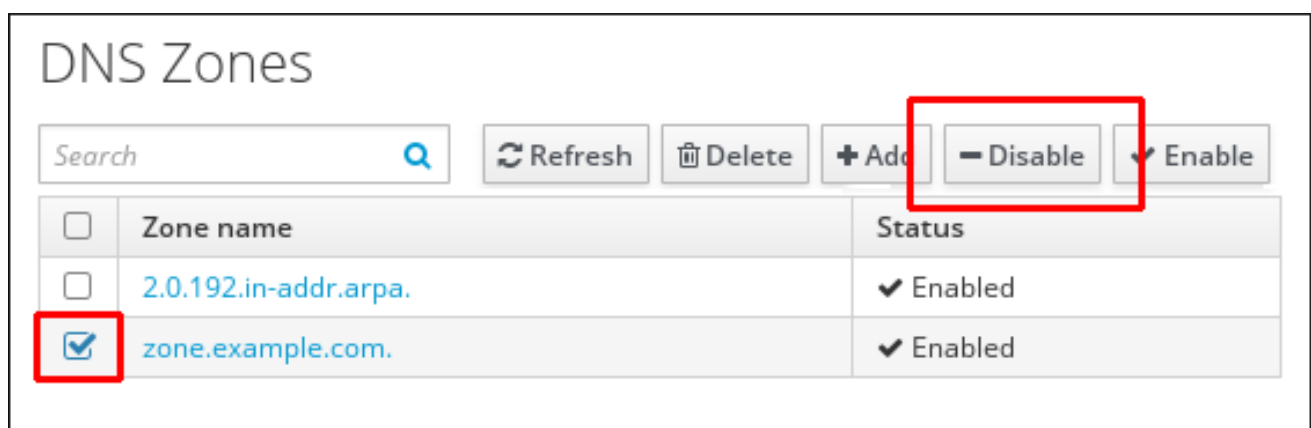 DNS Zones
Search Refresh Delete Add Disable Enable
Zone name Status
2.0.192.in-addr.arpa. Enabled
zone.example.com. Enabled